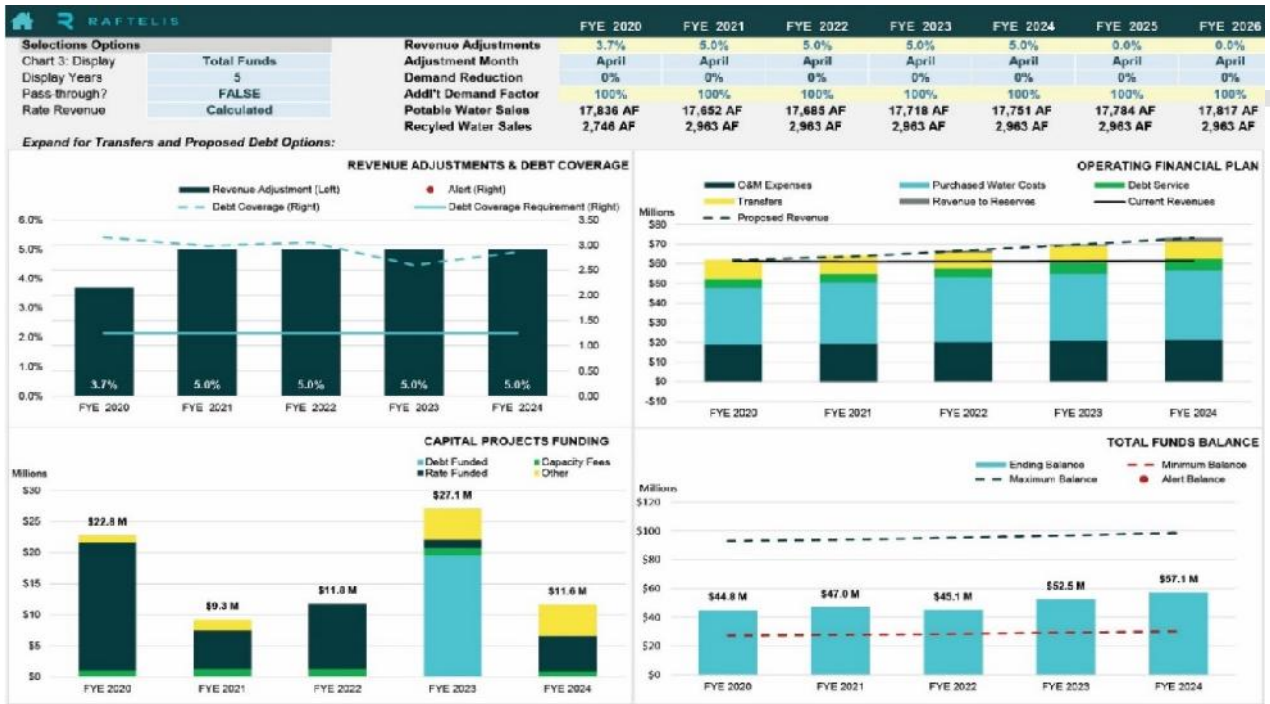 RAFTELIS
FYE 2020 FYE 2021 FYE 2022 FYE 2023 FYE 2024 FYE 2025 FYE 2026
Selections Options Revenue Adjustments 3.7% 5.0% 5.0% 5.0% 5.0% 0.0% 0.0%
Chart 3: Display Total Funds Adjustment Month April April April April April April April
Display Years 5 Demand Reduction 0% 0% 0% 0% 0% 0% 0%
Pass-through? FALSE Addl't Demand Factor 100% 100% 100% 100% 100% 100% 100%
Rate Revenue Calculated Potable Water Sales 17,836 AF 17,652 AF 17,685 AF 17,718 AF 17,751 AF 17,784 AF 17,817 AF
Recyled Water Sales 2,746 AF 2,963 AF 2,963 AF 2,963 AF 2,963 AF 2,963 AF 2,963 AF
Expand for Transfers and Proposed Debt Options:
REVENUE ADJUSTMENTS & DEBT COVERAGE
Revenue Adjustment (Left) Alert (Right)
Debt Coverage (Right) Debt Coverage Requirement (Right)
6.0% 3.50
5.0% 3.00
4.0% 2.50
3.0% 2.00
2.0% 1.50
1.0% 1.00
0.0% 0.50
0.00
3.7% 5.0% 5.0% 5.0% 5.0%
FYE 2020 FYE 2021 FYE 2022 FYE 2023 FYE 2024
OPERATING FINANCIAL PLAN
O&M Expenses Purchased Water Costs Debt Service
Transfers Revenue to Reserves Current Revenues
Proposed Revenue
Millions
$80
$70
$60
$50
$40
$30
$20
$10
$0
-$10
FYE 2020 FYE 2021 FYE 2022 FYE 2023 FYE 2024
CAPITAL PROJECTS FUNDING
Debt Funded Capacity Fees
Rate Funded Other
Millions
$30
$25
$20
$15
$10
$5
$0
$22.8 M $9.3 M $11.8 M $27.1 M $11.6 M
FYE 2020 FYE 2021 FYE 2022 FYE 2023 FYE 2024
TOTAL FUNDS BALANCE
Ending Balance Minimum Balance
Maximum Balance Alert Balance
Millions
$120
$100
$80
$60
$40
$20
$0
$44.8 M $47.0 M $45.1 M $52.5 M $57.1 M
FYE 2020 FYE 2021 FYE 2022 FYE 2023 FYE 2024